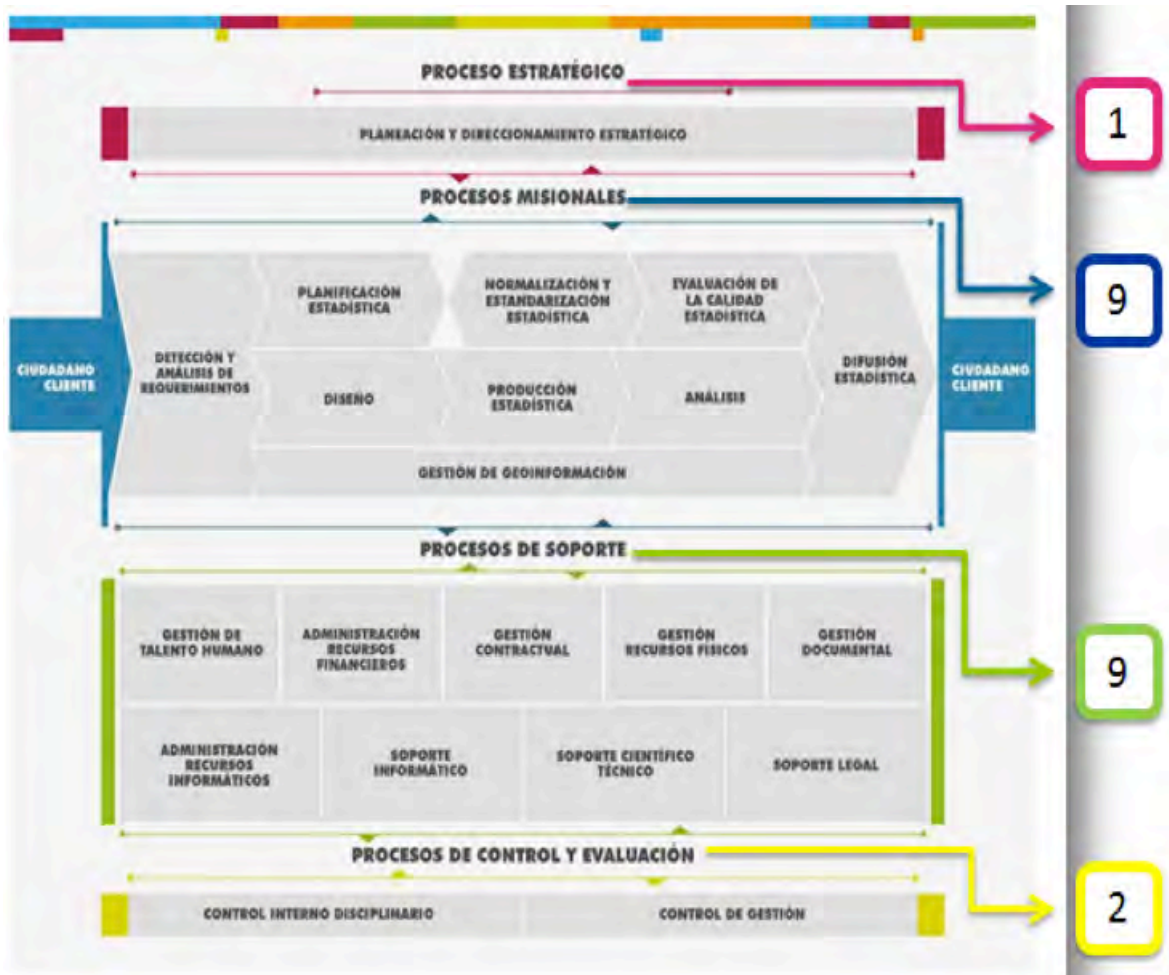 PROCESO ESTRATÉGICO
1
PLANEACIÓN Y DIRECCIONAMIENTO ESTRATÉGICO
PROCESOS MISIONALES
9
CIUDADANO
CLIENTE
DETECCIÓN Y
ANÁLISIS DE
REQUERIMIENTOS
PLANIFICACIÓN
ESTADÍSTICA
NORMALIZACIÓN Y
ESTANDARIZACIÓN
ESTADÍSTICA
EVALUACIÓN DE
LA CALIDAD
ESTADÍSTICA
DISEÑO
PRODUCCIÓN
ESTADÍSTICA
ANÁLISIS
GESTIÓN DE GEOINFORMACIÓN
DIFUSIÓN
ESTADÍSTICA
CIUDADANO
CLIENTE
PROCESOS DE SOPORTE
9
GESTIÓN DE
TALENTO HUMANO
ADMINISTRACIÓN
RECURSOS
FINANCIEROS
GESTIÓN
CONTRACTUAL
GESTIÓN
RECURSOS FÍSICOS
GESTIÓN
DOCUMENTAL
ADMINISTRACIÓN
RECURSOS
INFORMÁTICOS
SOPORTE
INFORMÁTICO
SOPORTE CIENTÍFICO
TÉCNICO
SOPORTE LEGAL
PROCESOS DE CONTROL Y EVALUACIÓN
2
CONTROL INTERNO DISCIPLINARIO
CONTROL DE GESTIÓN